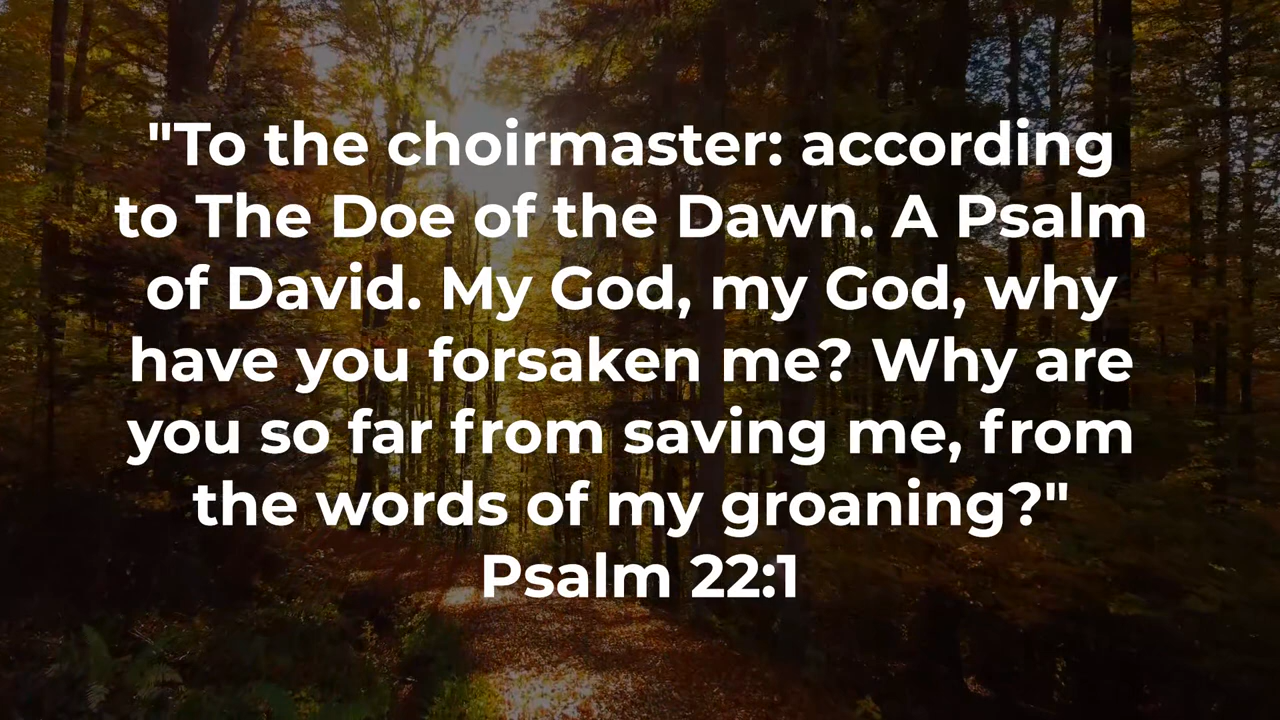 "To the choirmaster: according
to The Doe of the Dawn. A Psalm
of David. My God, my God, why
have you forsaken me? Why are
you so far from saving me, from
the words of my groaning?"
Psalm 22:1